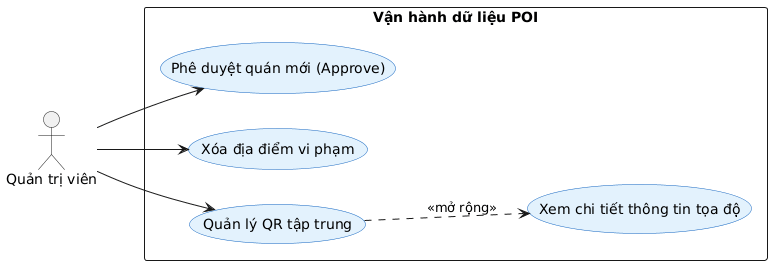 Vận hành dữ liệu POI
Phê duyệt quán mới (Approve)
Quản trị viên
Xóa địa điểm vi phạm
Quản lý QR tập trung
«mở rộng»
Xem chi tiết thông tin tọa độ